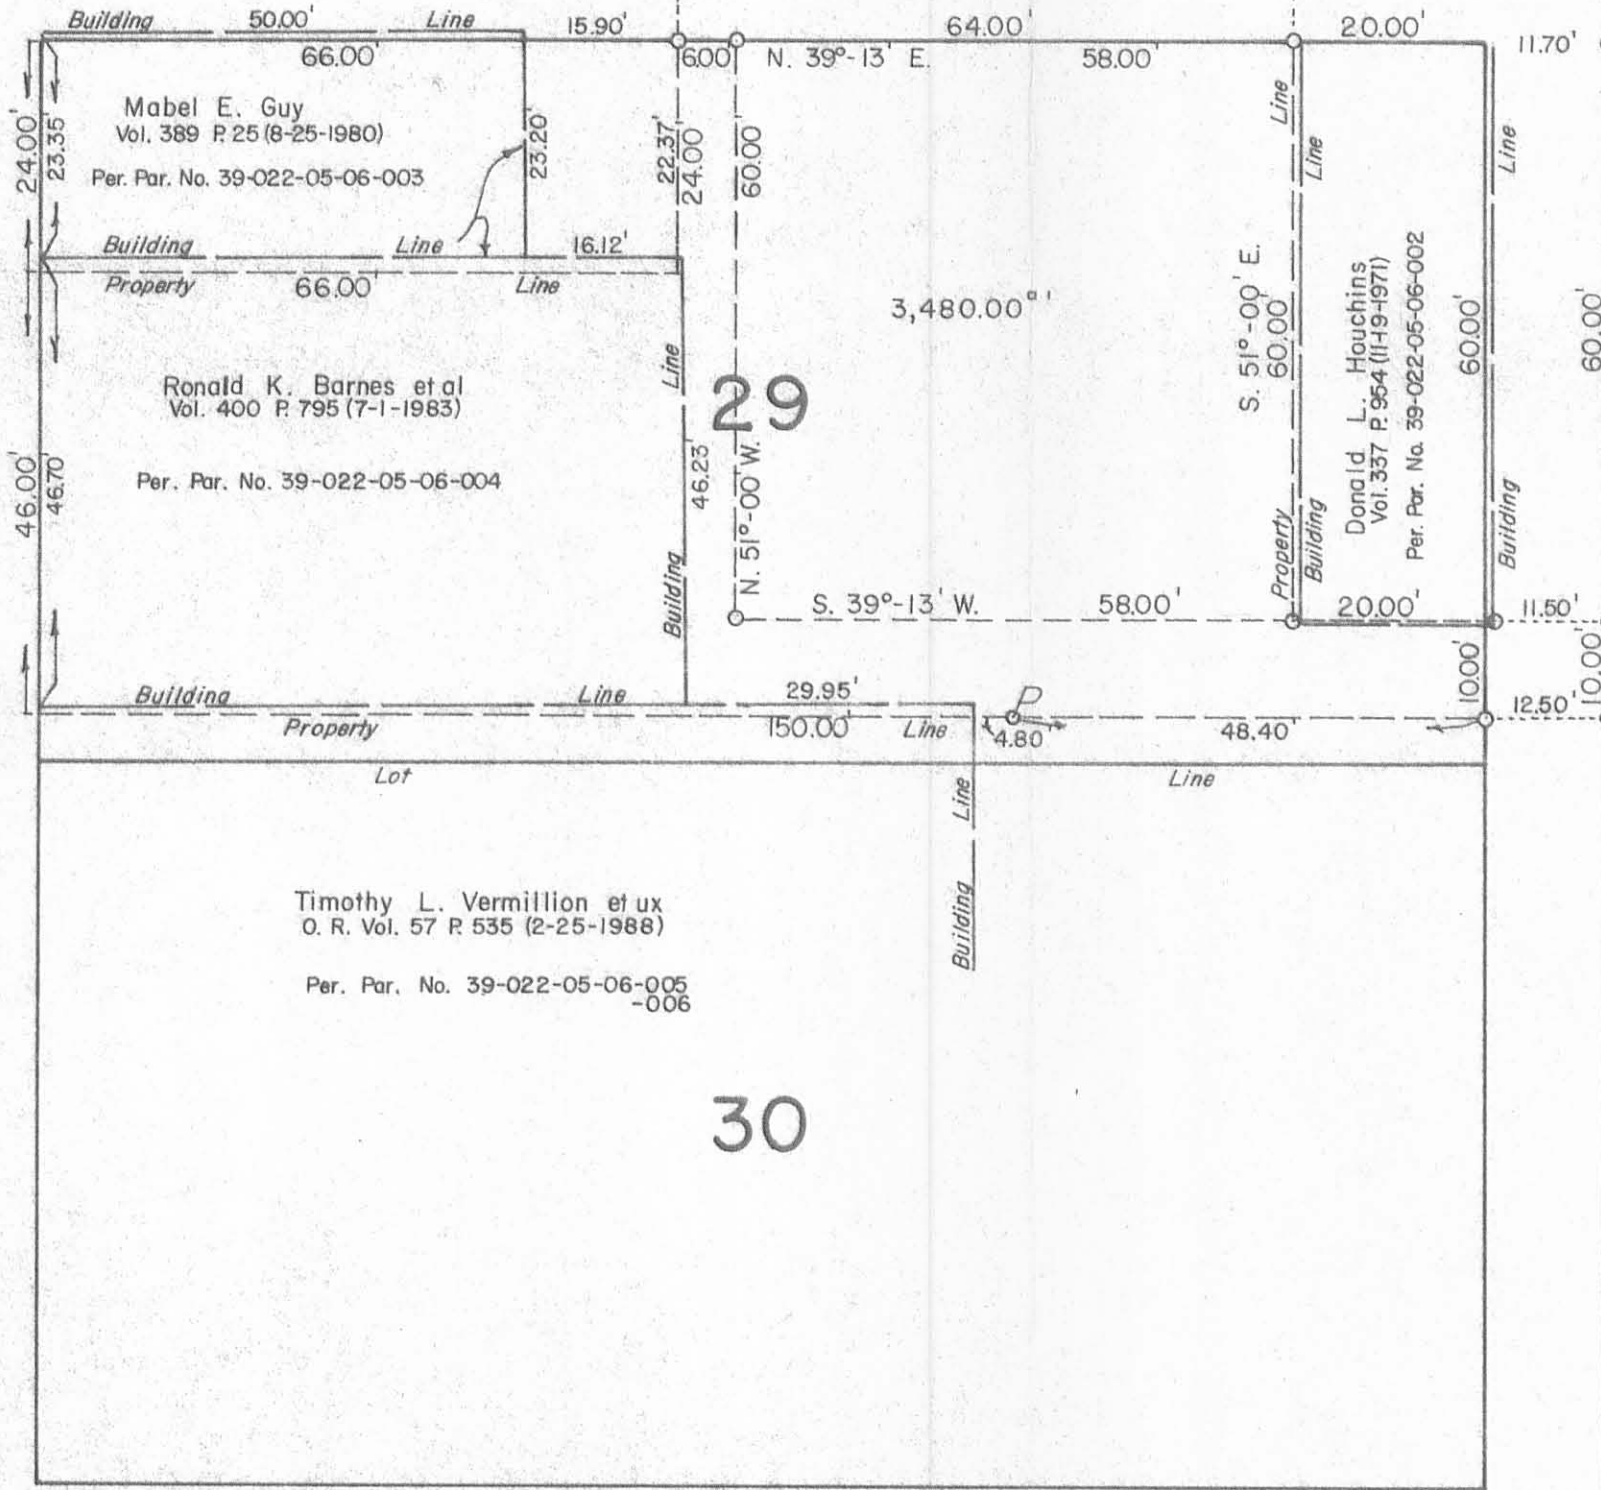 Building 50.00' Line 15.90' 64.00' 20.00' 11.70'
66.00' 6.00' N. 39°-13' E. 58.00'
24.00'
23.35'
Mabel E. Guy
Vol. 389 P. 25 (8-25-1980)
Per. Par. No. 39-022-05-06-003
23.20'
22.37'
24.00'
60.00'
Building Line 16.12'
Property 66.00' Line
Ronald K. Barnes et al
Vol. 400 P. 795 (7-1-1983)
Per. Par. No. 39-022-05-06-004
46.00'
46.70'
Building Line
46.23'
29
N. 51°-00' W.
3,480.00□'
S. 51°-00' E.
60.00'
Property Line
Building Line
Donald L. Houchins
Vol. 337 P. 954 (11-19-1971)
Per. Par. No. 39-022-05-06-002
60.00'
Building Line
60.00'
S. 39°-13' W. 58.00' 20.00' 11.50'
10.00'
10.00'
Building Line 29.95' P 12.50'
Property 150.00' Line 4.80' 48.40'
Lot Line
Building Line
Timothy L. Vermillion et ux
O. R. Vol. 57 P. 535 (2-25-1988)
Per. Par. No. 39-022-05-06-005
-006
30